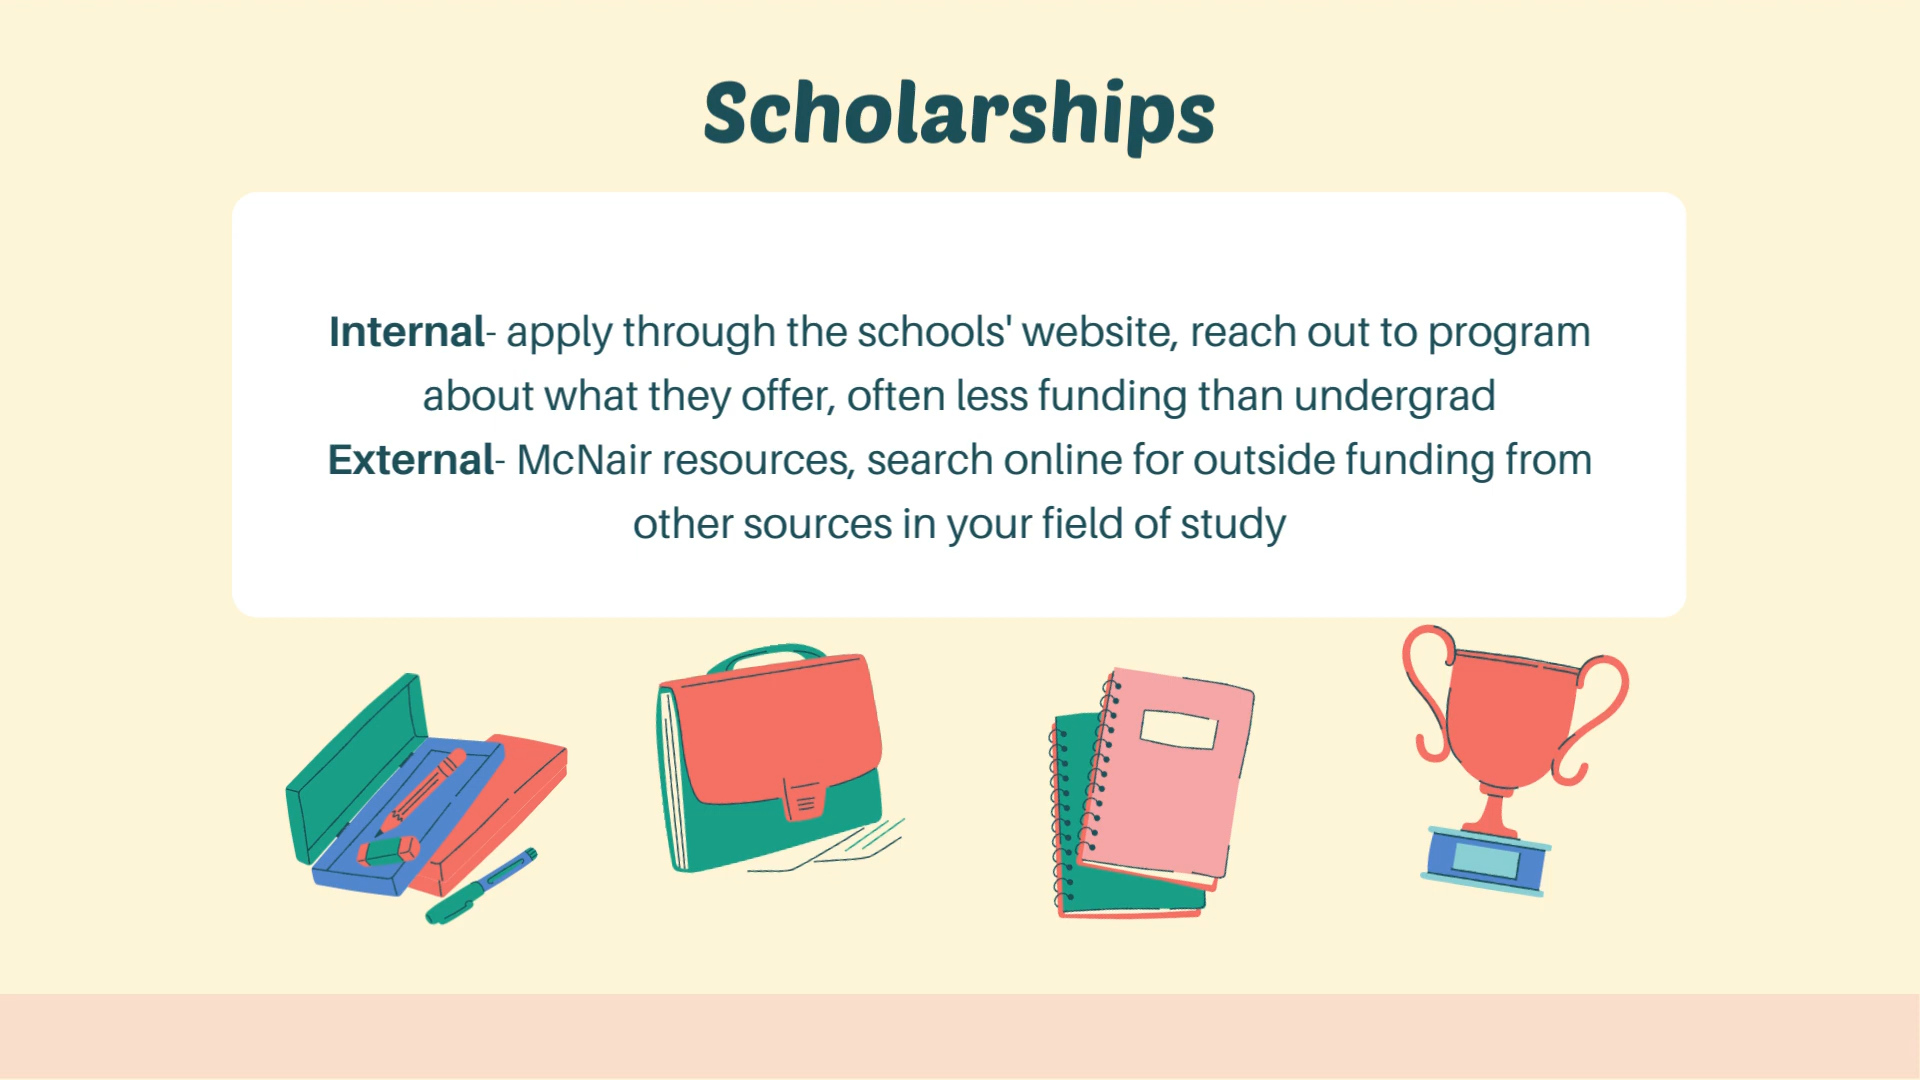 Scholarships
Internal- apply through the schools' website, reach out to program
about what they offer, often less funding than undergrad
External- McNair resources, search online for outside funding from
other sources in your field of study